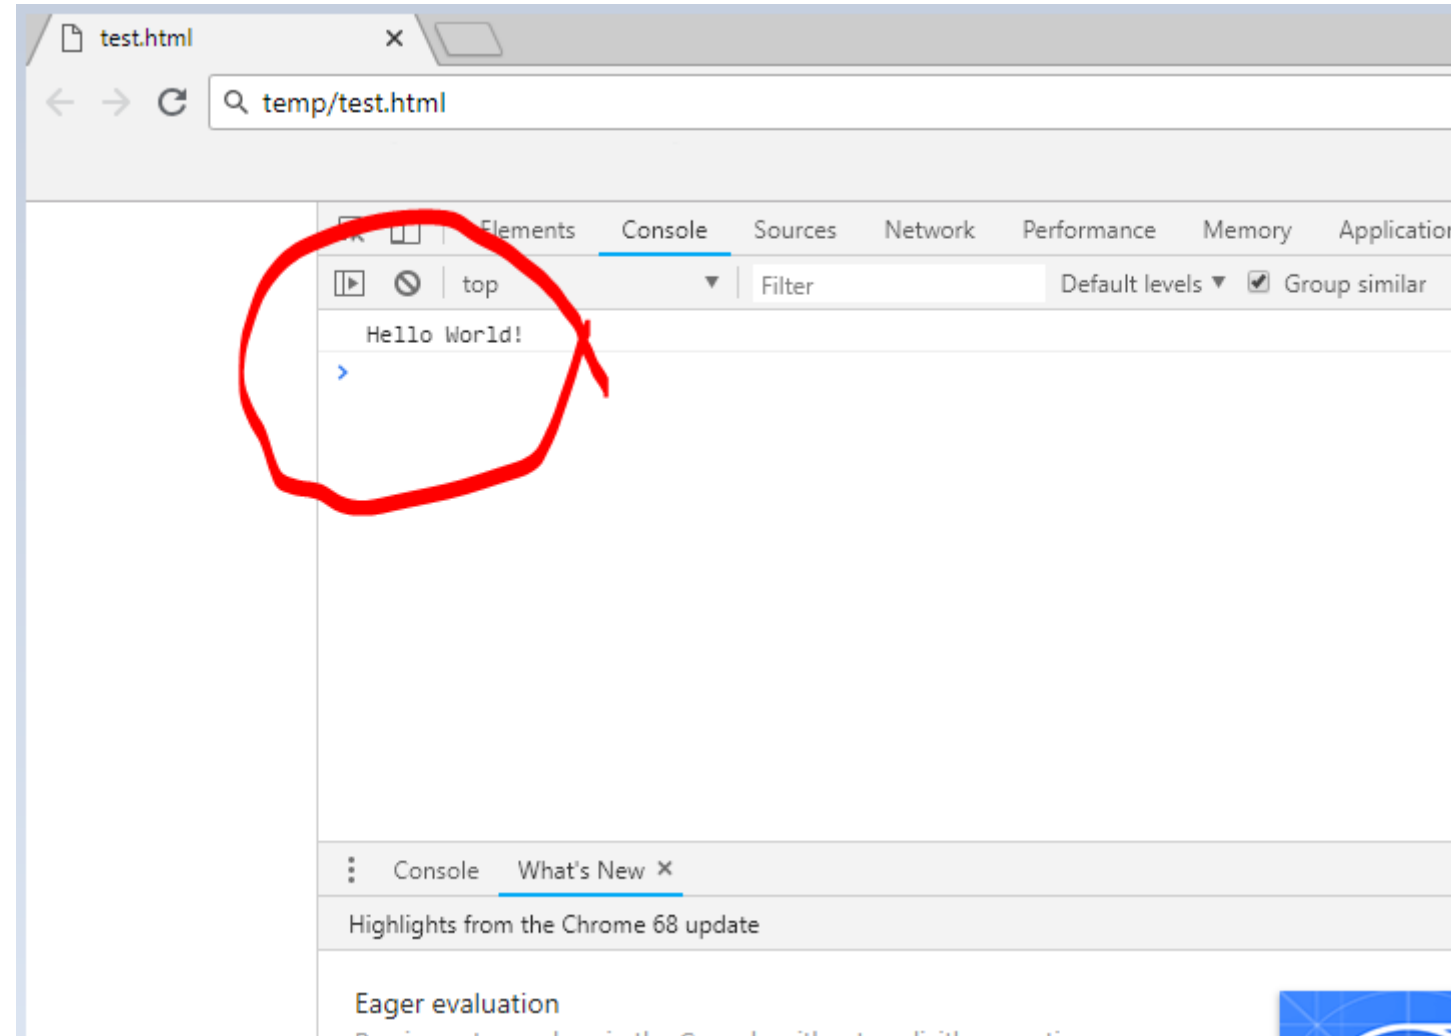 test.html
temp/test.html
Elements Console Sources Network Performance Memory Application
top Filter Default levels Group similar
Hello World!
Console What's New
Highlights from the Chrome 68 update
Eager evaluation